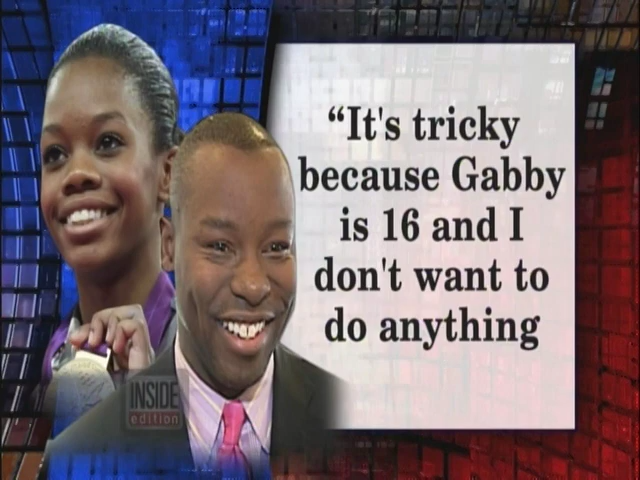 “It's tricky
because Gabby
is 16 and I
don't want to
do anything
INSIDE
edition